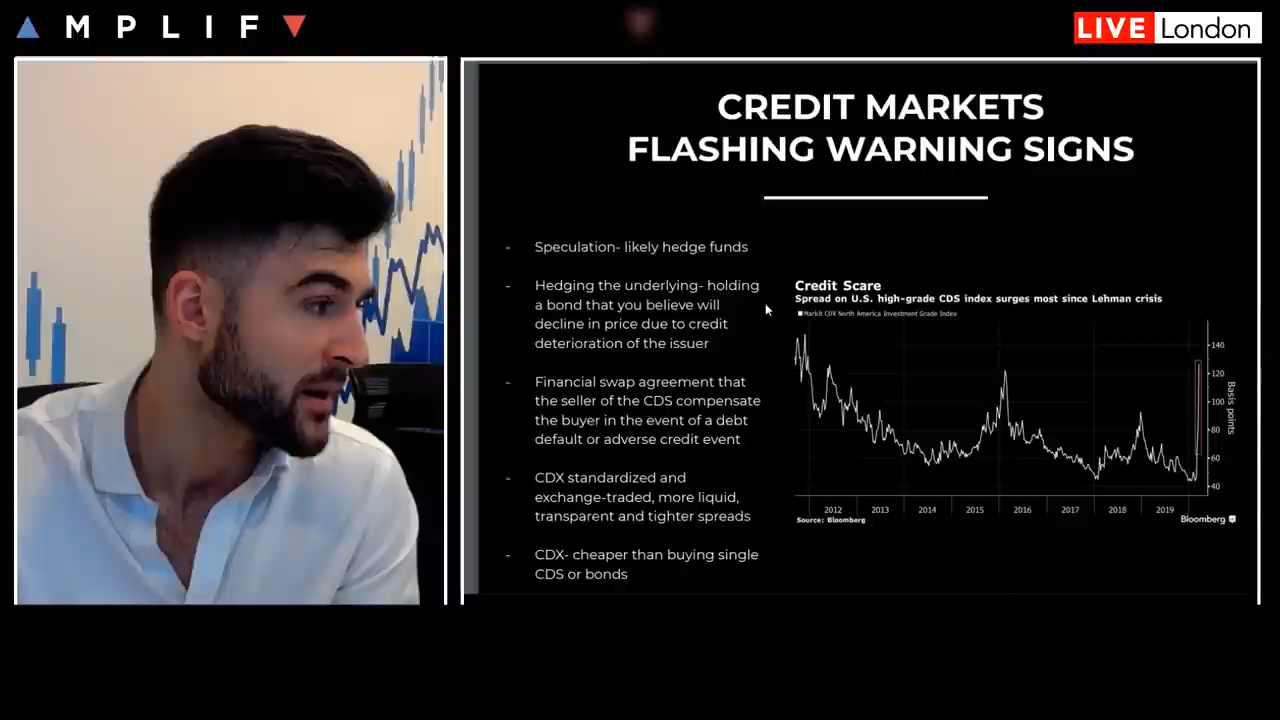 ▲ M P L I F ▼
LIVE London
CREDIT MARKETS
FLASHING WARNING SIGNS
- Speculation- likely hedge funds
- Hedging the underlying- holding
a bond that you believe will
decline in price due to credit
deterioration of the issuer
- Financial swap agreement that
the seller of the CDS compensate
the buyer in the event of a debt
default or adverse credit event
- CDX standardized and
exchange-traded, more liquid,
transparent and tighter spreads
- CDX- cheaper than buying single
CDS or bonds
Credit Scare
Spread on U.S. high-grade CDS index surges most since Lehman crisis
Markit CDX North America Investment Grade Index
140
120
100
80
60
40
Basis points
2012 2013 2014 2015 2016 2017 2018 2019
Source: Bloomberg
Bloomberg